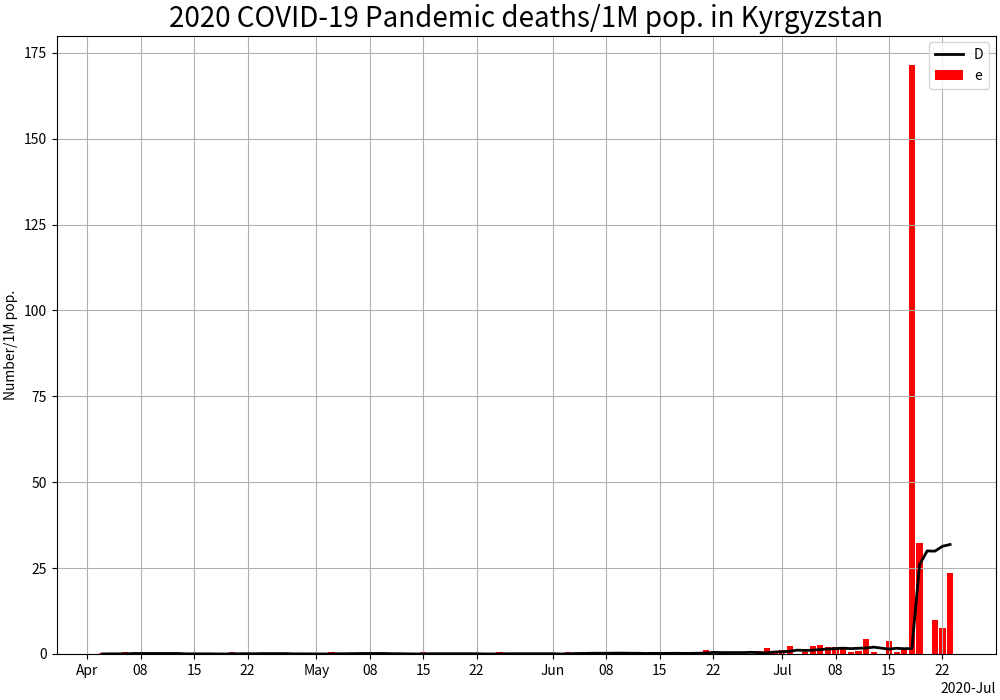 2020 COVID-19 Pandemic deaths/1M pop. in Kyrgyzstan
D
e
Number/1M pop.
175
150
125
100
75
50
25
0
Apr 08 15 22 May 08 15 22 Jun 08 15 22 Jul 08 15 22
2020-Jul